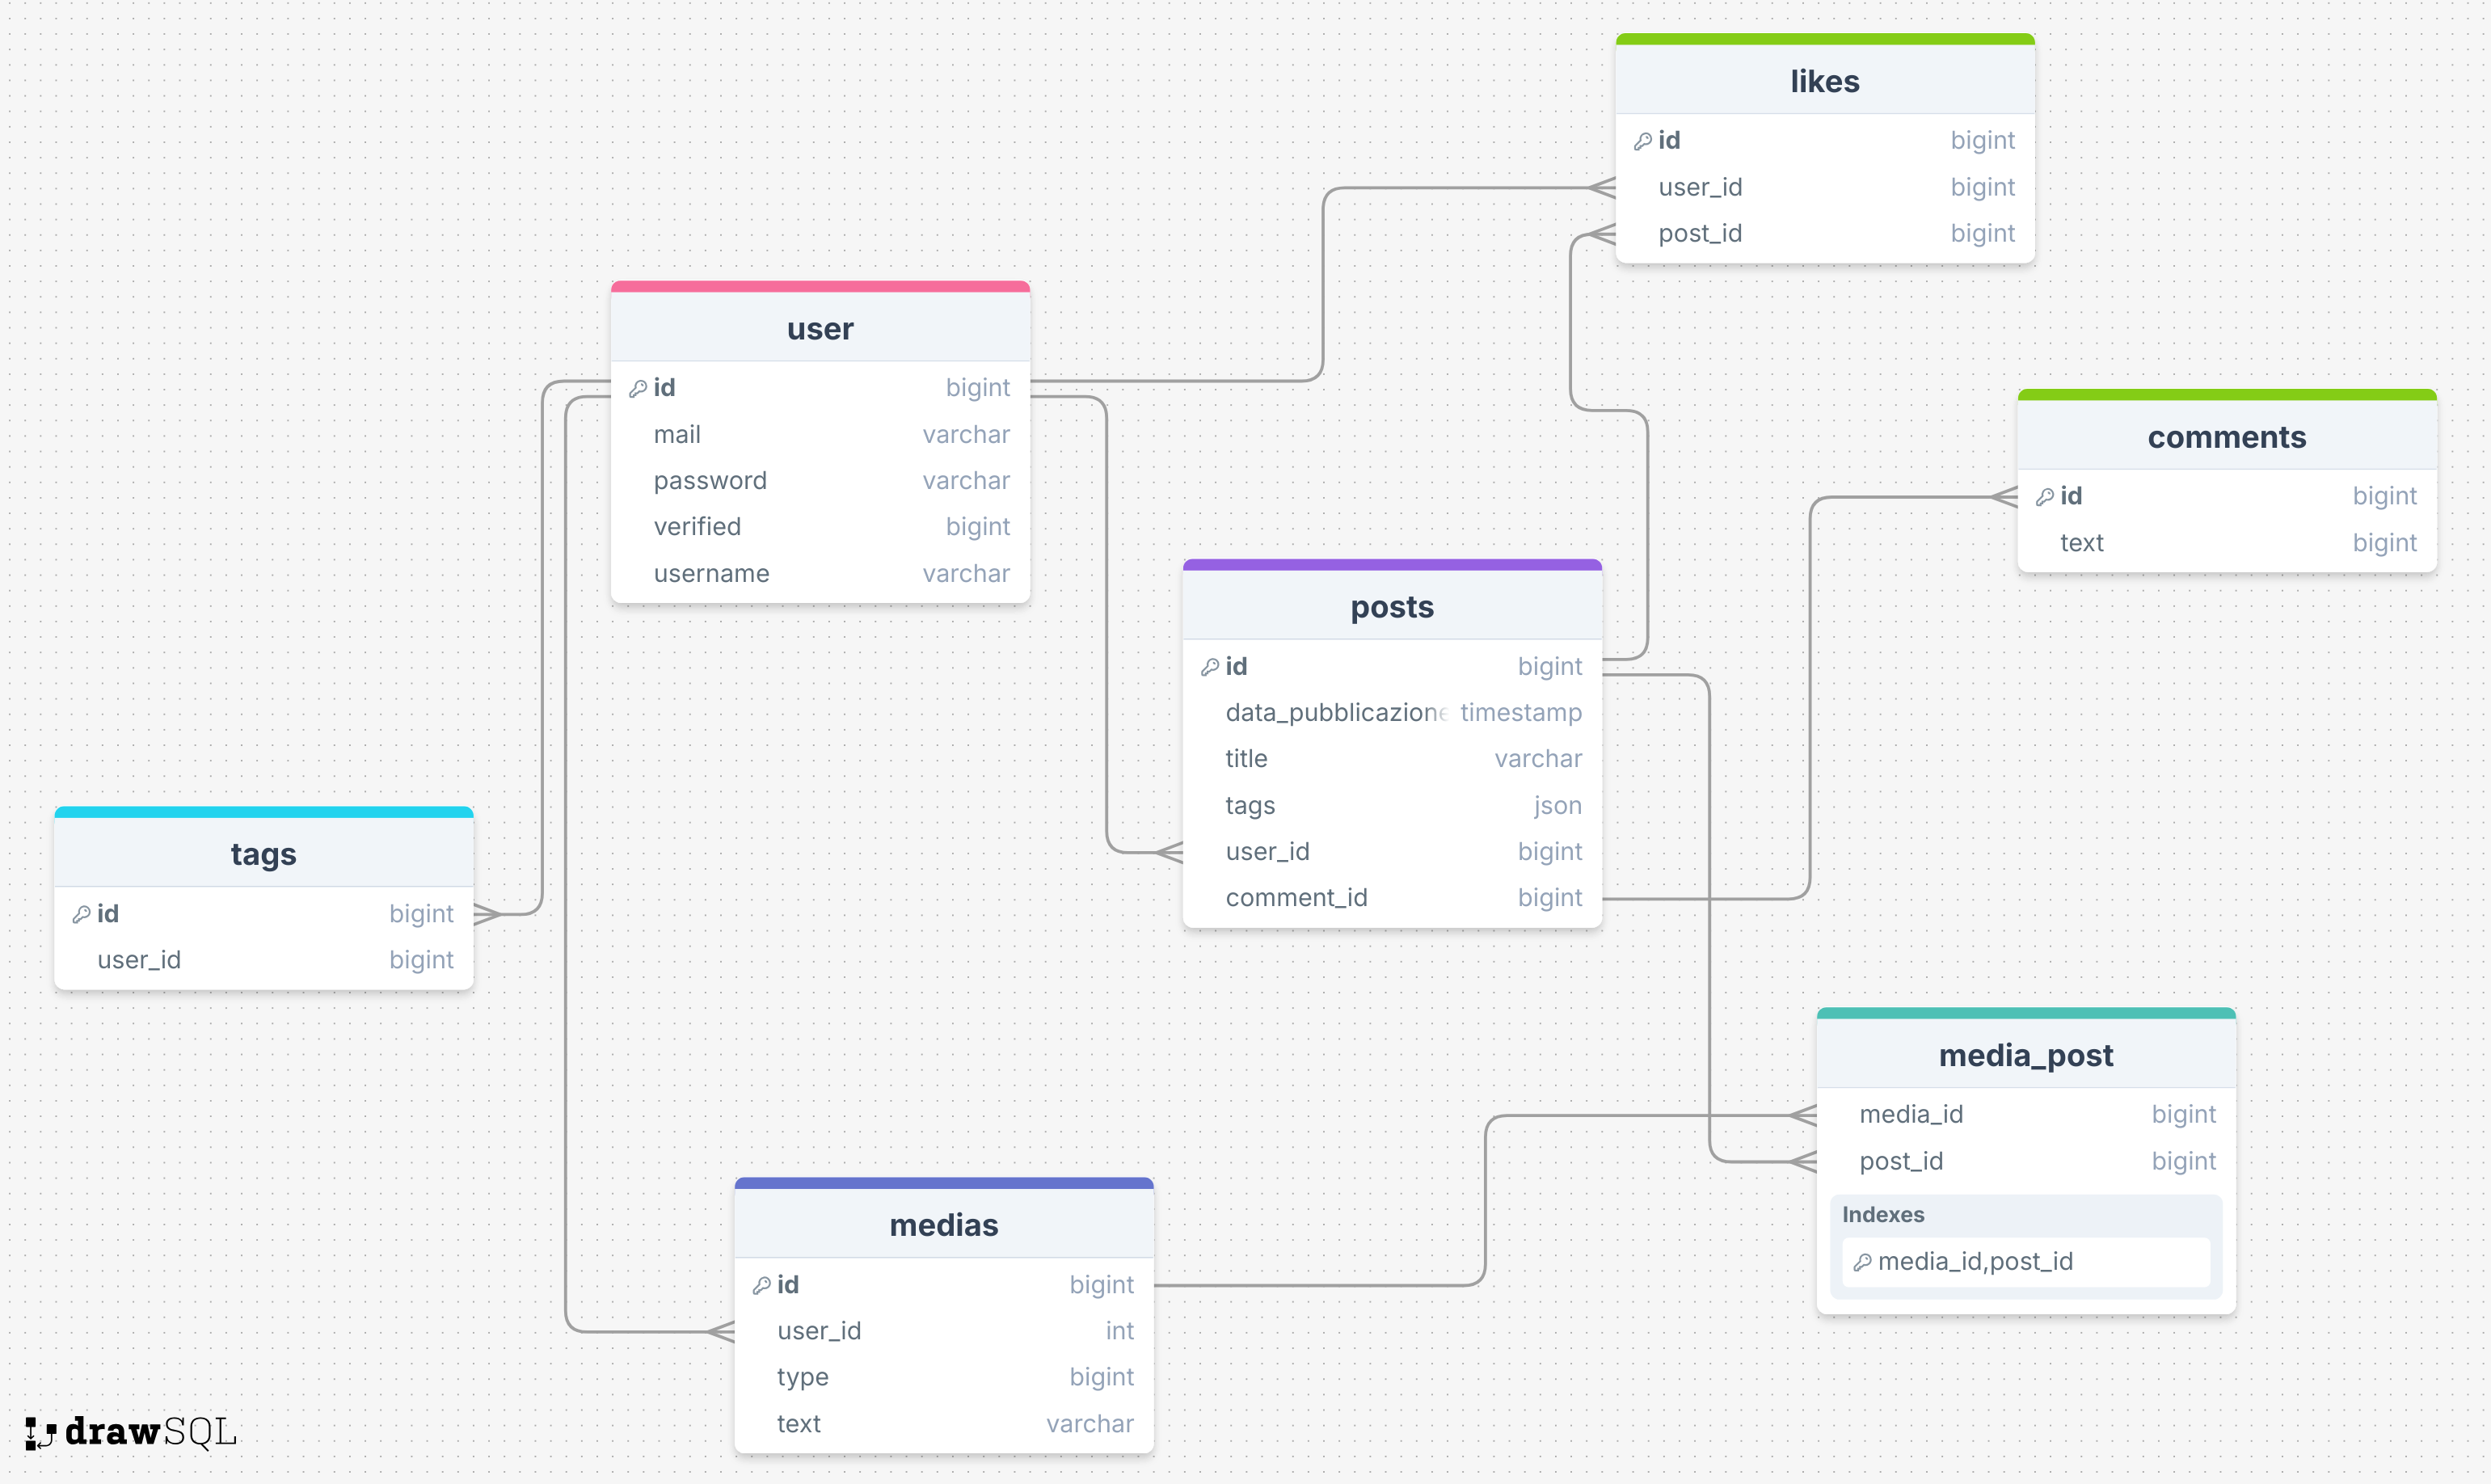 likes
id bigint
user_id bigint
post_id bigint
user
id bigint
mail varchar
password varchar
verified bigint
username varchar
comments
id bigint
text bigint
posts
id bigint
data_pubblicazione timestamp
title varchar
tags json
user_id bigint
comment_id bigint
tags
id bigint
user_id bigint
media_post
media_id bigint
post_id bigint
Indexes
media_id,post_id
medias
id bigint
user_id int
type bigint
text varchar
drawSQL